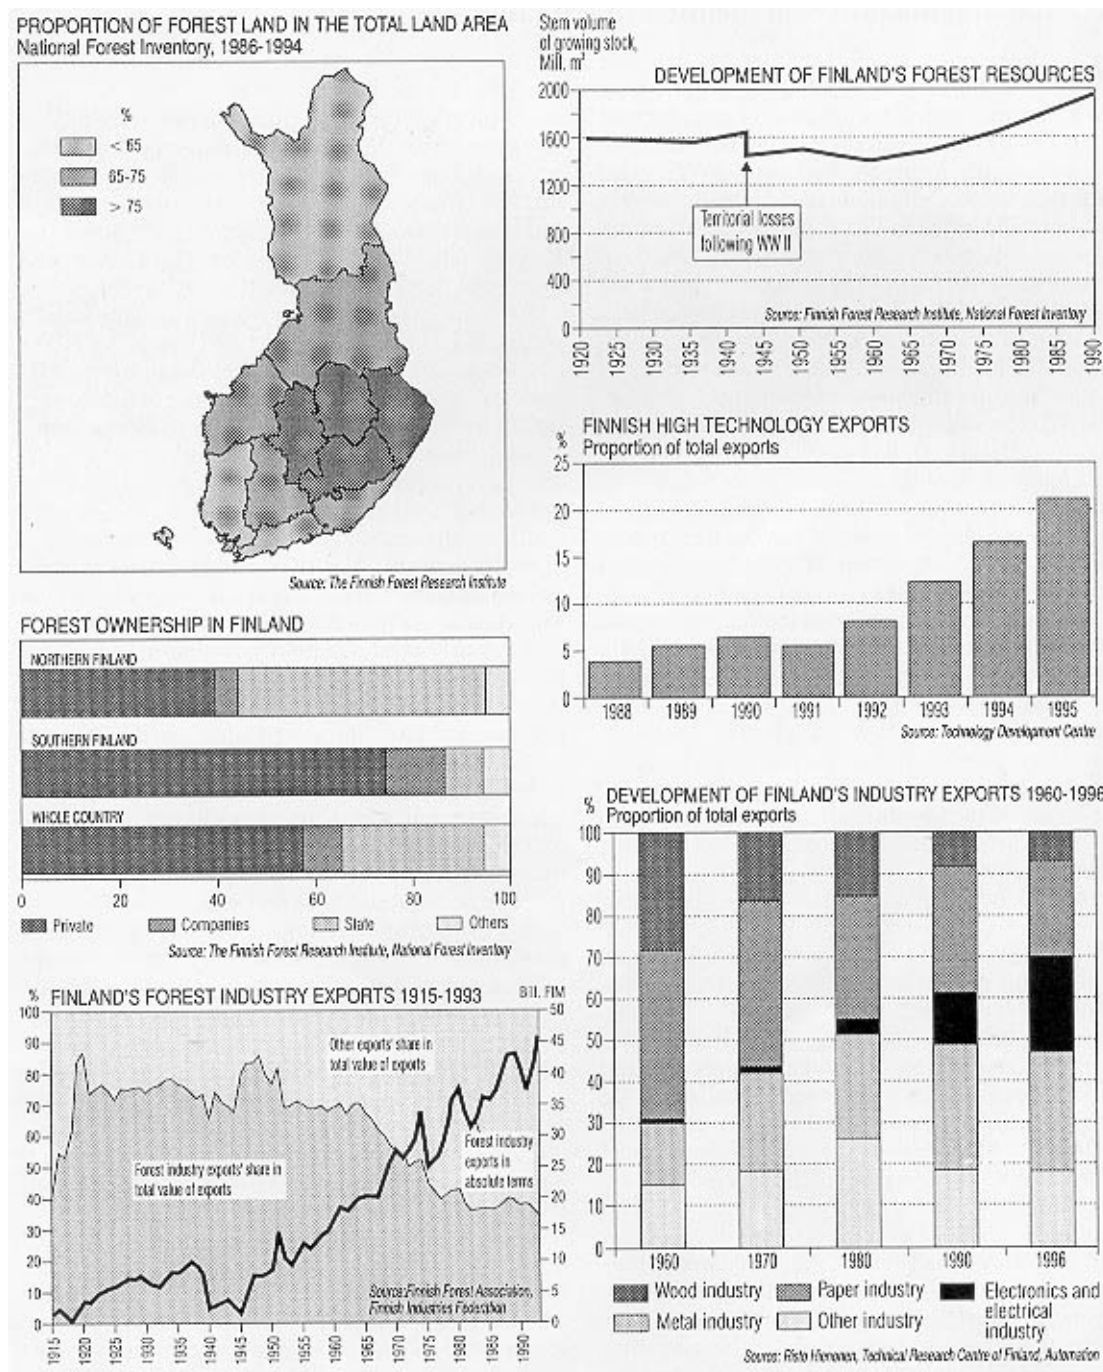 PROPORTION OF FOREST LAND IN THE TOTAL LAND AREA
National Forest Inventory, 1986-1994
%
< 65
65-75
> 75
Source: The Finnish Forest Research Institute
FOREST OWNERSHIP IN FINLAND
NORTHERN FINLAND
SOUTHERN FINLAND
WHOLE COUNTRY
0 20 40 60 80 100
Private Companies State Others
Source: The Finnish Forest Research Institute, National Forest Inventory
% FINLAND'S FOREST INDUSTRY EXPORTS 1915-1993 Bill. FIM
100
90
80
70
60
50
40
30
20
10
0
50
45
40
35
30
25
20
15
10
5
0
Other exports' share in
total value of exports
Forest industry exports' share in
total value of exports
Forest industry
exports in
absolute terms
Source: Finnish Forest Association,
Finnish Industries Federation
1915 1920 1925 1930 1935 1940 1945 1950 1955 1960 1965 1970 1975 1980 1985 1990
Stem volume
of growing stock,
Mill. m³
DEVELOPMENT OF FINLAND'S FOREST RESOURCES
2000
1600
1200
800
400
0
Territorial losses
following WW II
Source: Finnish Forest Research Institute, National Forest Inventory
1920 1925 1930 1935 1940 1945 1950 1955 1960 1965 1970 1975 1980 1985 1990
FINNISH HIGH TECHNOLOGY EXPORTS
% Proportion of total exports
25
20
15
10
5
0
1988 1989 1990 1991 1992 1993 1994 1995
Source: Technology Development Centre
% DEVELOPMENT OF FINLAND'S INDUSTRY EXPORTS 1960-1996
Proportion of total exports
100
90
80
70
60
50
40
30
20
10
0
1960 1970 1980 1990 1996
Wood industry Paper industry Electronics and
electrical
industry
Metal industry Other industry
Source: Risto Hienonen, Technical Research Centre of Finland, Automation